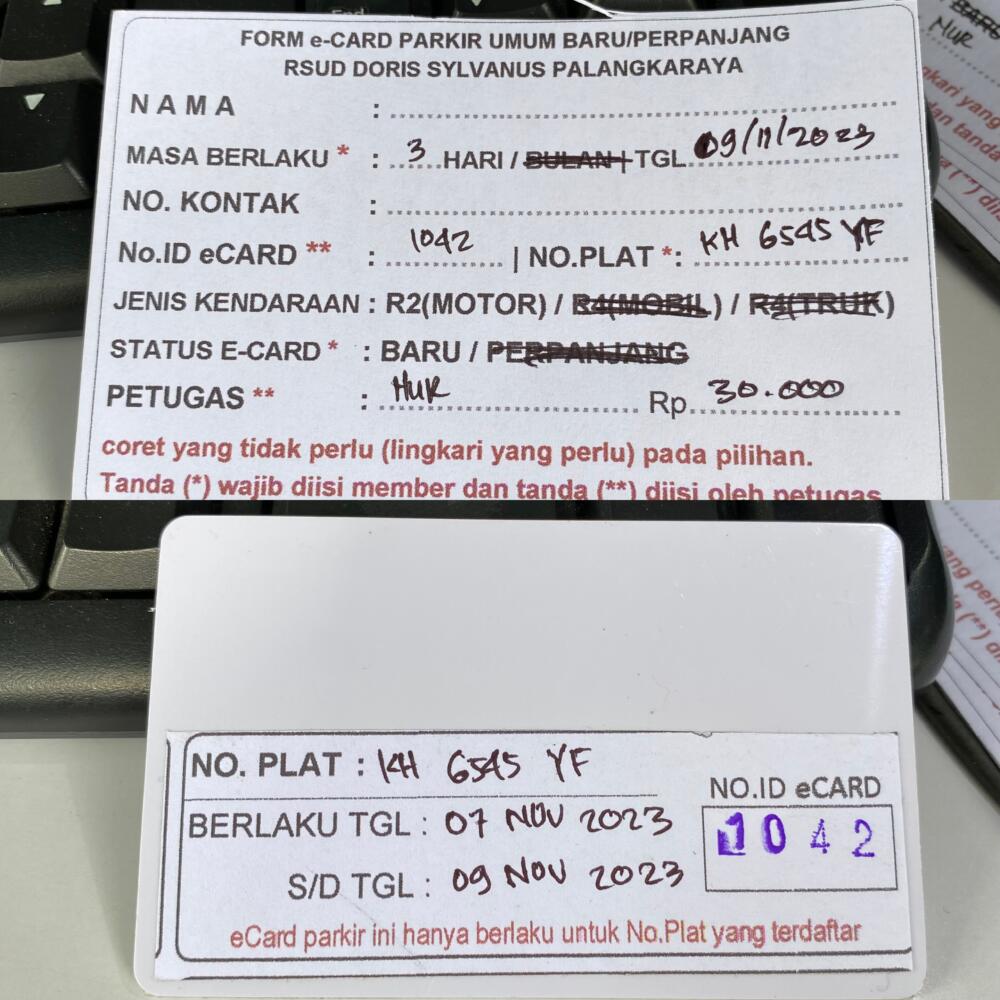 FORM e-CARD PARKIR UMUM BARU/PERPANJANG
RSUD DORIS SYLVANUS PALANGKARAYA
NAMA :
MASA BERLAKU * : 3 HARI / BULAN | TGL 09/11/2023
NO. KONTAK :
No.ID eCARD ** : 1042 | NO.PLAT *: KH 6545 YF
JENIS KENDARAAN : R2(MOTOR) / R4(MOBIL) / R4(TRUK)
STATUS E-CARD * : BARU / PERPANJANG
PETUGAS ** : HUR Rp. 30.000
coret yang tidak perlu (lingkari yang perlu) pada pilihan.
Tanda (*) wajib diisi member dan tanda (**) diisi oleh petugas
NO. PLAT : KH 6545 YF
NO.ID eCARD
BERLAKU TGL : 07 NOV 2023
1042
S/D TGL : 09 NOV 2023
eCard parkir ini hanya berlaku untuk No.Plat yang terdaftar